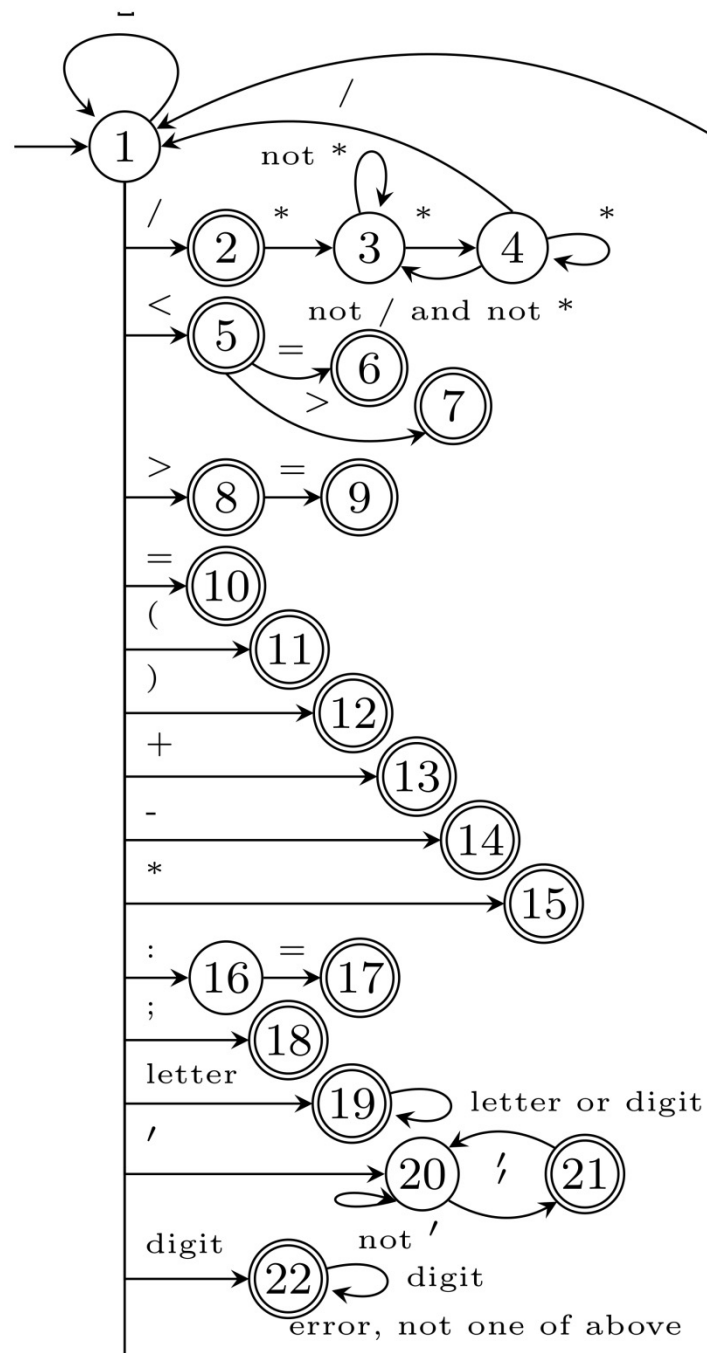 ␣
/
1
not *
/ 2 * 3 * 4 *
< 5 = 6 not / and not *
> 7
> 8 = 9
= 10
( 11
) 12
+ 13
- 14
* 15
: 16 = 17
; 18
letter 19 letter or digit
' 20 ' ' 21
not '
digit 22 digit
error, not one of above